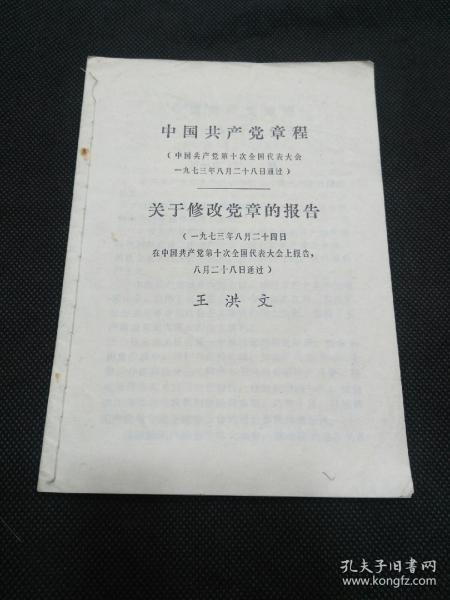 中国共产党章程
（中国共产党第十次全国代表大会
一九七三年八月二十八日通过）
关于修改党章的报告
（一九七三年八月二十四日
在中国共产党第十次全国代表大会上报告，
八月二十八日通过）
王洪文
孔夫子旧书网
www.kongfz.com